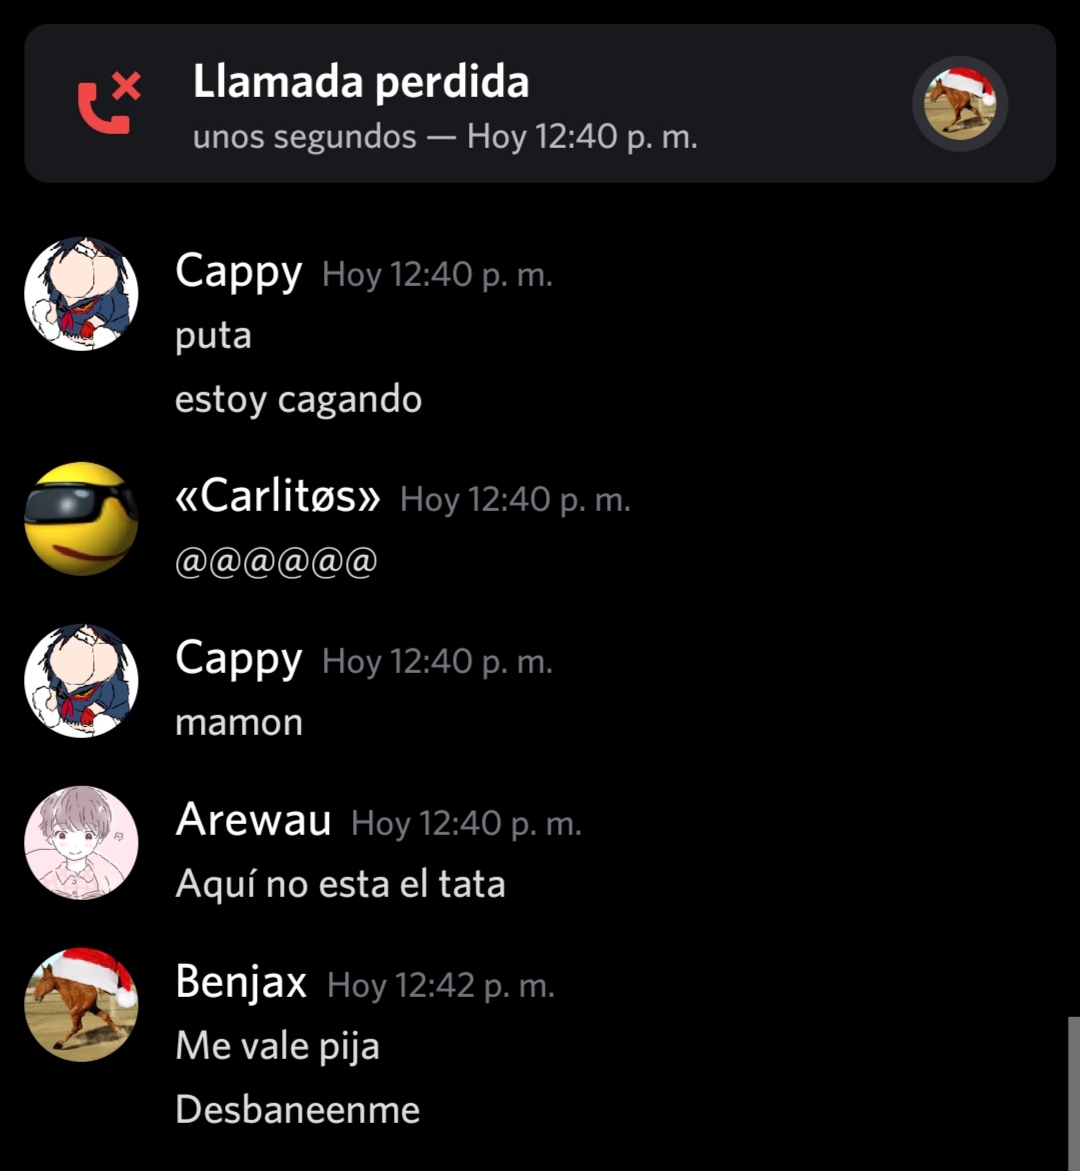 Llamada perdida
unos segundos — Hoy 12:40 p. m.
Cappy Hoy 12:40 p. m.
puta
estoy cagando
«Carlitøs» Hoy 12:40 p. m.
@@@@@@
Cappy Hoy 12:40 p. m.
mamon
Arewau Hoy 12:40 p. m.
Aquí no esta el tata
Benjax Hoy 12:42 p. m.
Me vale pija
Desbaneenme